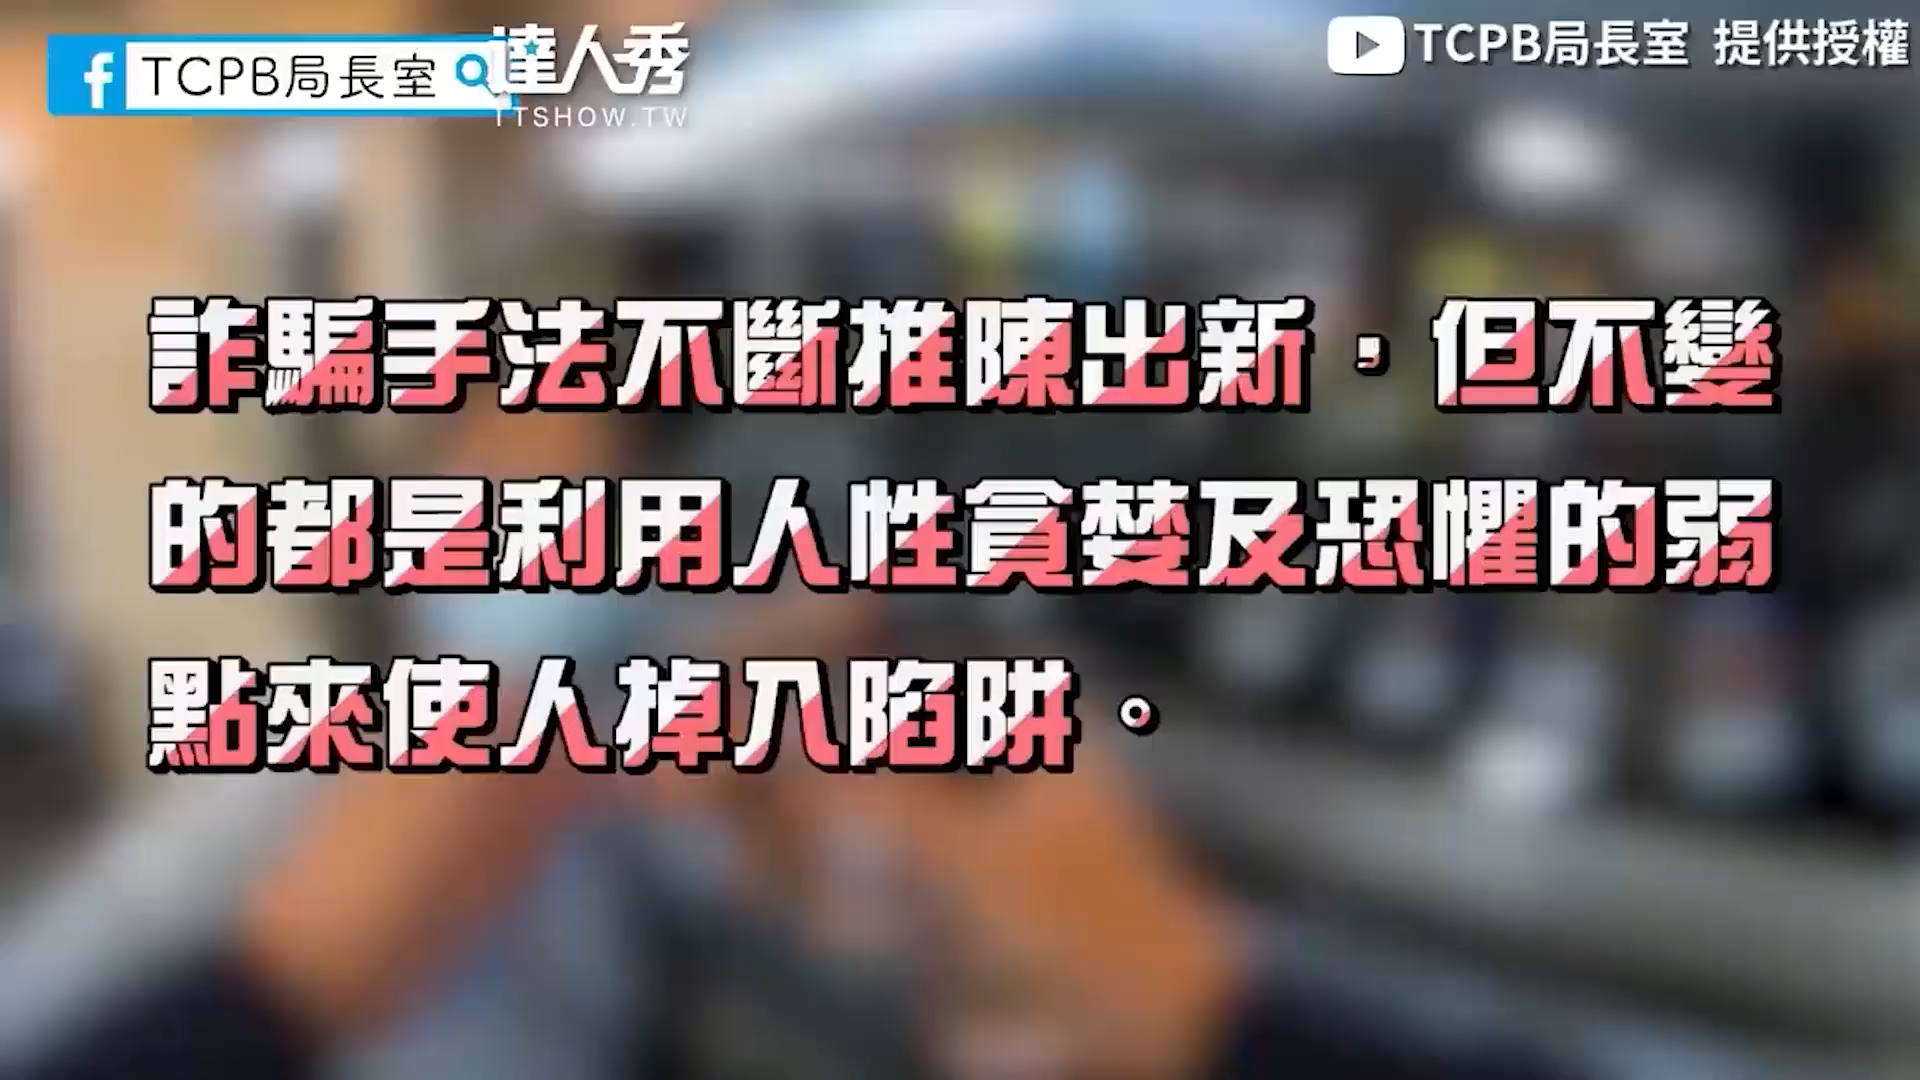 TCPB局長室
達人秀
TTSHOW.TW
TCPB局長室 提供授權
詐騙手法不斷推陳出新，但不變
的都是利用人性貪婪及恐懼的弱
點來使人掉入陷阱。